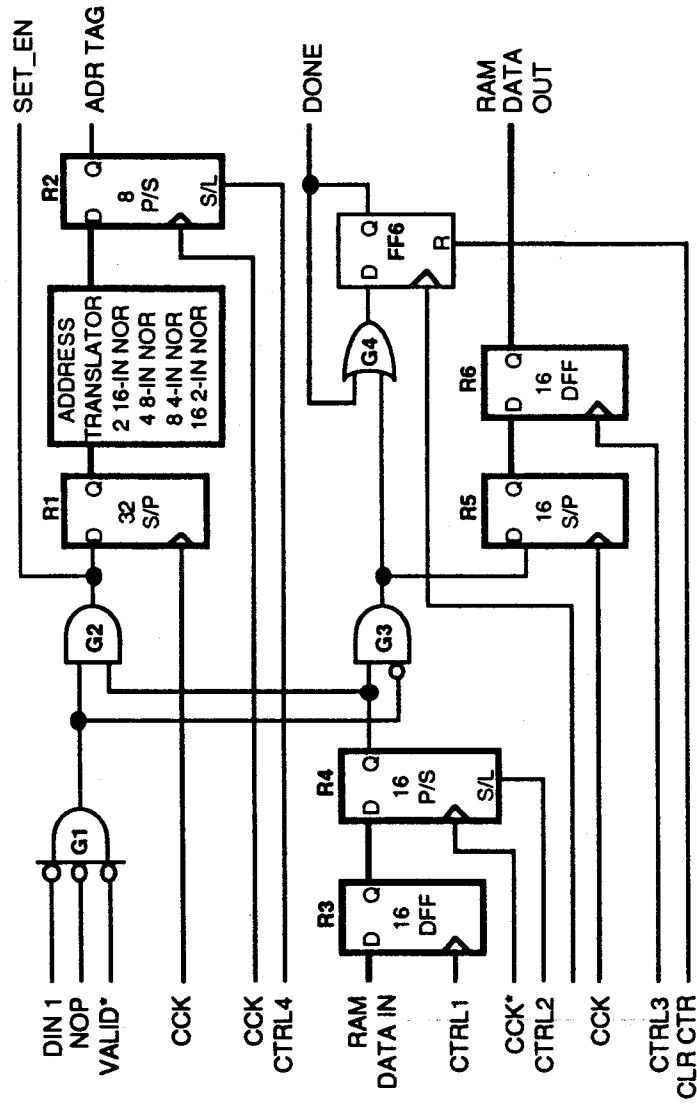 DIN 1
NOP
VALID*
CCK
CCK
CTRL4
RAM
DATA IN
CTRL1
CCK*
CTRL2
CCK
CTRL3
CLR CTR
G1
G2
R1
D Q
32
S/P
ADDRESS
TRANSLATOR
2 16-IN NOR
4 8-IN NOR
8 4-IN NOR
16 2-IN NOR
R2
D Q
8
P/S
S/L
SET_EN
ADR TAG
R3
D Q
16
DFF
R4
D Q
16
P/S
S/L
G3
G4
D Q
FF6
R
DONE
R5
D Q
16
S/P
R6
D Q
16
DFF
RAM
DATA
OUT